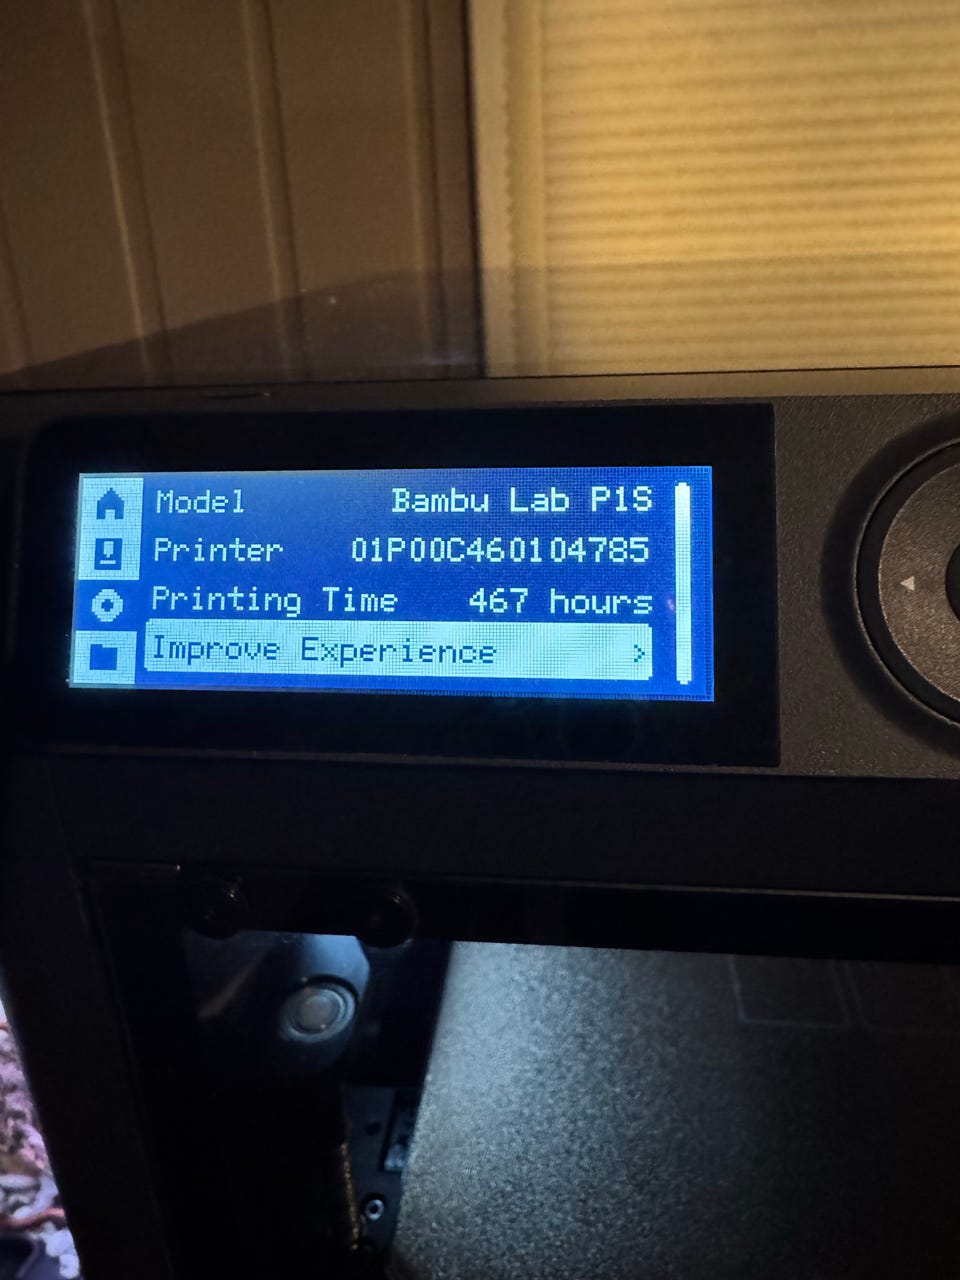 Model Bambu Lab P1S
Printer 01P00C460104785
Printing Time 467 hours
Improve Experience >